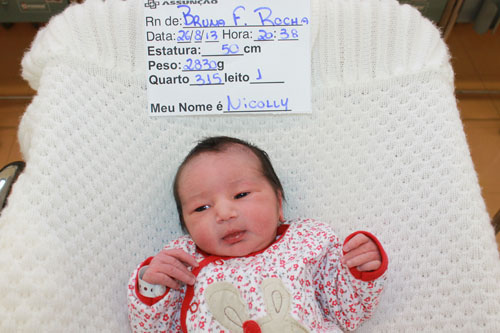 ASSUNÇÃO
Rn de: Bruna F. Rocha
Data: 26/8/13 Hora: 20:38
Estatura: 50 cm
Peso: 2830g
Quarto 315 leito 1
Meu Nome é Nicolly